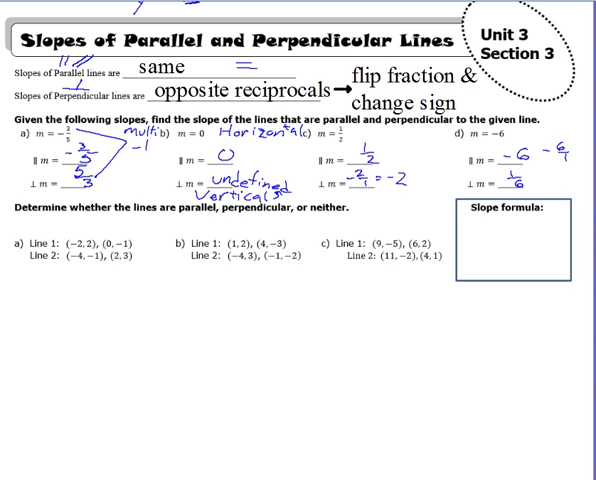 Slopes of Parallel and Perpendicular Lines
Unit 3
Section 3
Slopes of Parallel lines are same =
Slopes of Perpendicular lines are opposite reciprocals → flip fraction & change sign
Given the following slopes, find the slope of the lines that are parallel and perpendicular to the given line.
a) m = -3/5 multi -1 b) m = 0 Horizontal c) m = 1/2 d) m = -6
∥ m = -3/5 ∥ m = 0 ∥ m = 1/2 ∥ m = -6 -6/1
⊥ m = 5/3 ⊥ m = undefined ⊥ m = -2/1 = -2 ⊥ m = 1/6
Vertical
Determine whether the lines are parallel, perpendicular, or neither.
Slope formula:
a) Line 1: (−2, 2), (0, −1) b) Line 1: (1, 2), (4, −3) c) Line 1: (9, −5), (6, 2)
Line 2: (−4, −1), (2, 3) Line 2: (−4, 3), (−1, −2) Line 2: (11, −2), (4, 1)